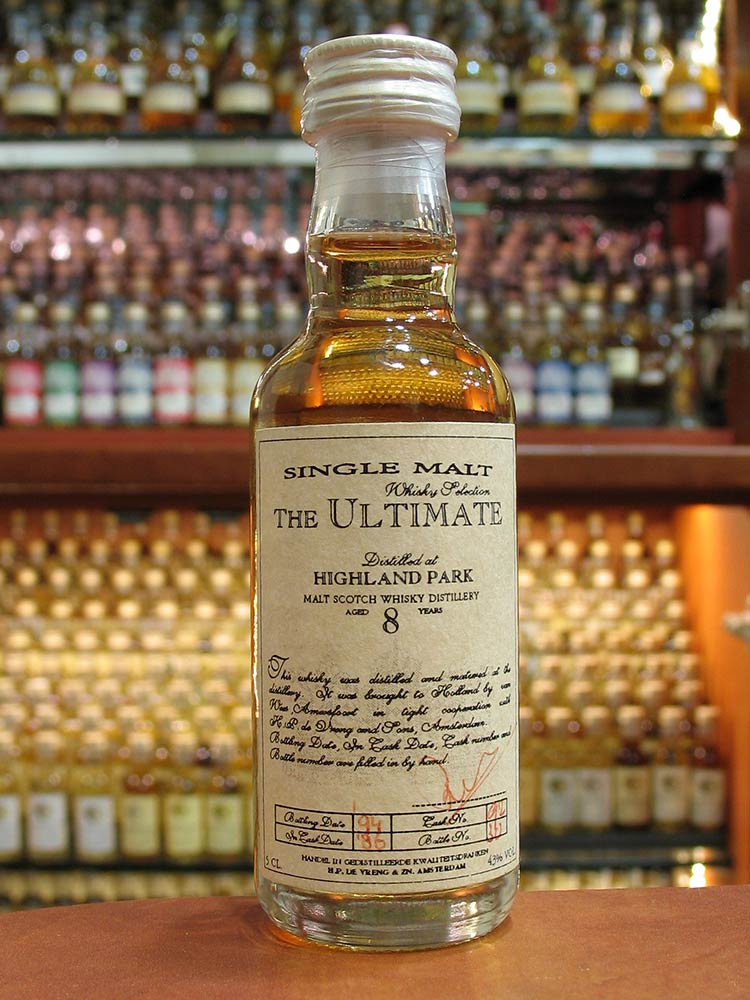 SINGLE MALT
Whisky Selection
THE ULTIMATE
Distilled at
HIGHLAND PARK
MALT SCOTCH WHISKY DISTILLERY
AGED 8 YEARS
This whisky was distilled and matured at the
distillery. It was brought to Holland by van
Wees Amersfoort in tight cooperation with
H.P. de Vreng and Sons, Amsterdam.
Bottling Date, In Cask Date, Cask number and
Bottle number are filled in by hand.
Bottling Date '94 Cask No.
In Cask Date '86 Bottle No.
5 CL. HANDEL IN GEDISTILLEERDE KWALITEITSDRANKEN 43% VOL.
H.P. DE VRENG & ZN. AMSTERDAM